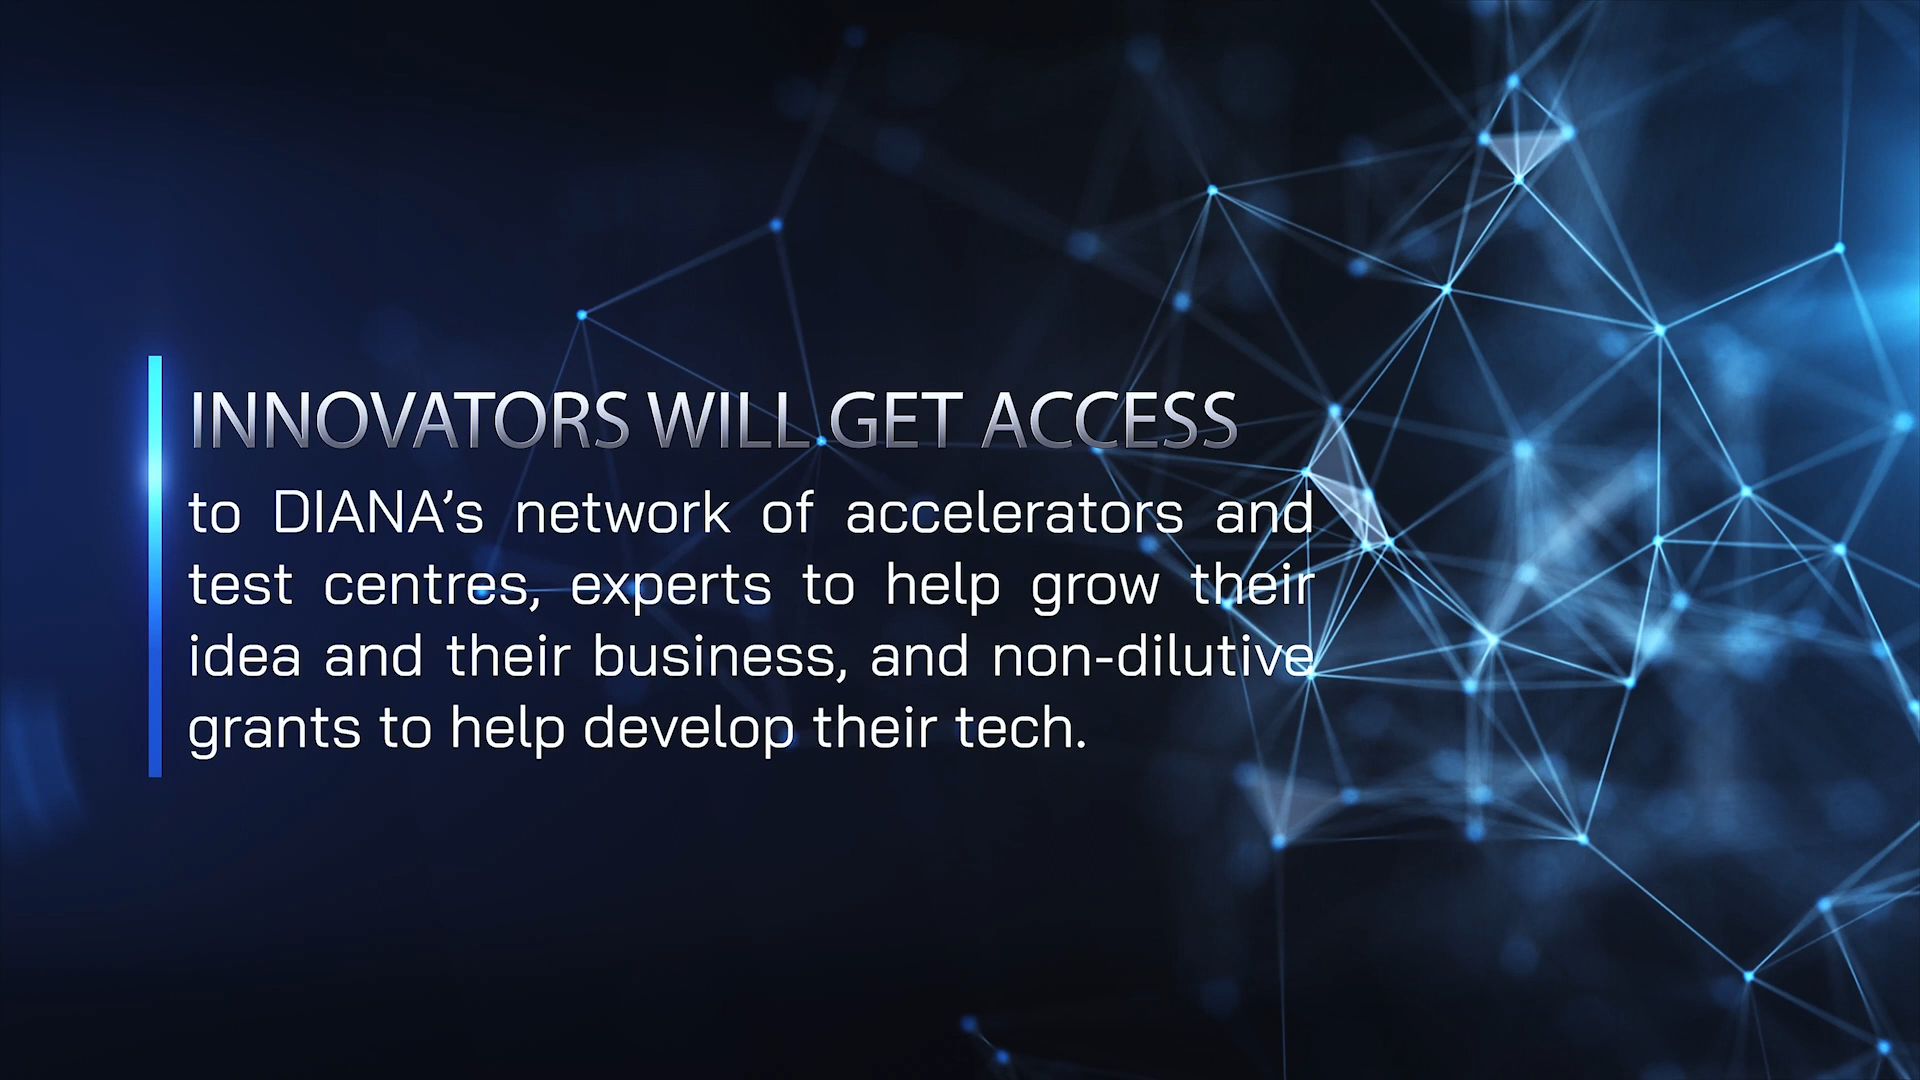 INNOVATORS WILL GET ACCESS
to DIANA’s network of accelerators and
test centres, experts to help grow their
idea and their business, and non-dilutive
grants to help develop their tech.